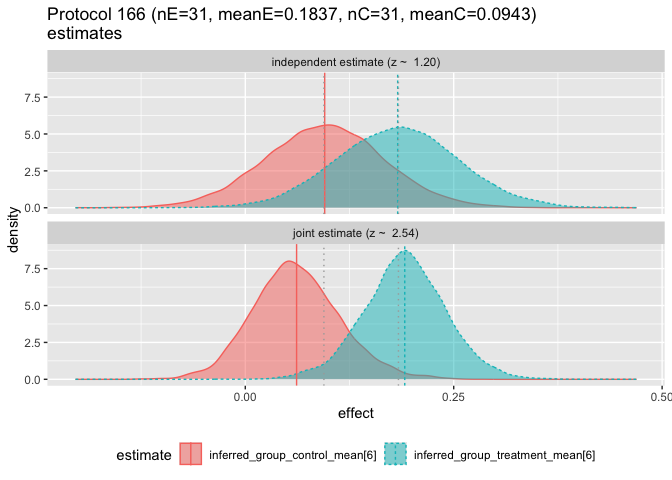 Protocol 166 (nE=31, meanE=0.1837, nC=31, meanC=0.0943)
estimates
independent estimate (z ~  1.20)
7.5
5.0
2.5
0.0
density
joint estimate (z ~  2.54)
7.5
5.0
2.5
0.0
0.00 0.25 0.50
effect
estimate inferred_group_control_mean[6] inferred_group_treatment_mean[6]